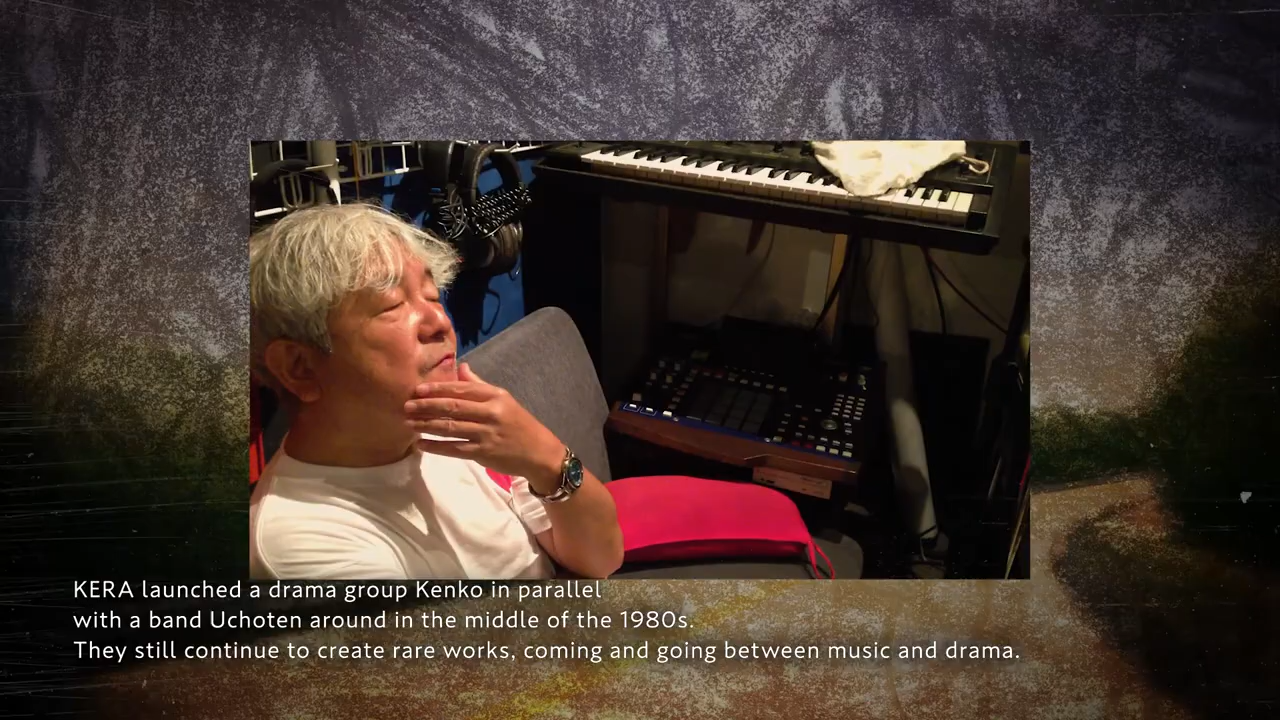 KERA launched a drama group Kenko in parallel
with a band Uchoten around in the middle of the 1980s.
They still continue to create rare works, coming and going between music and drama.